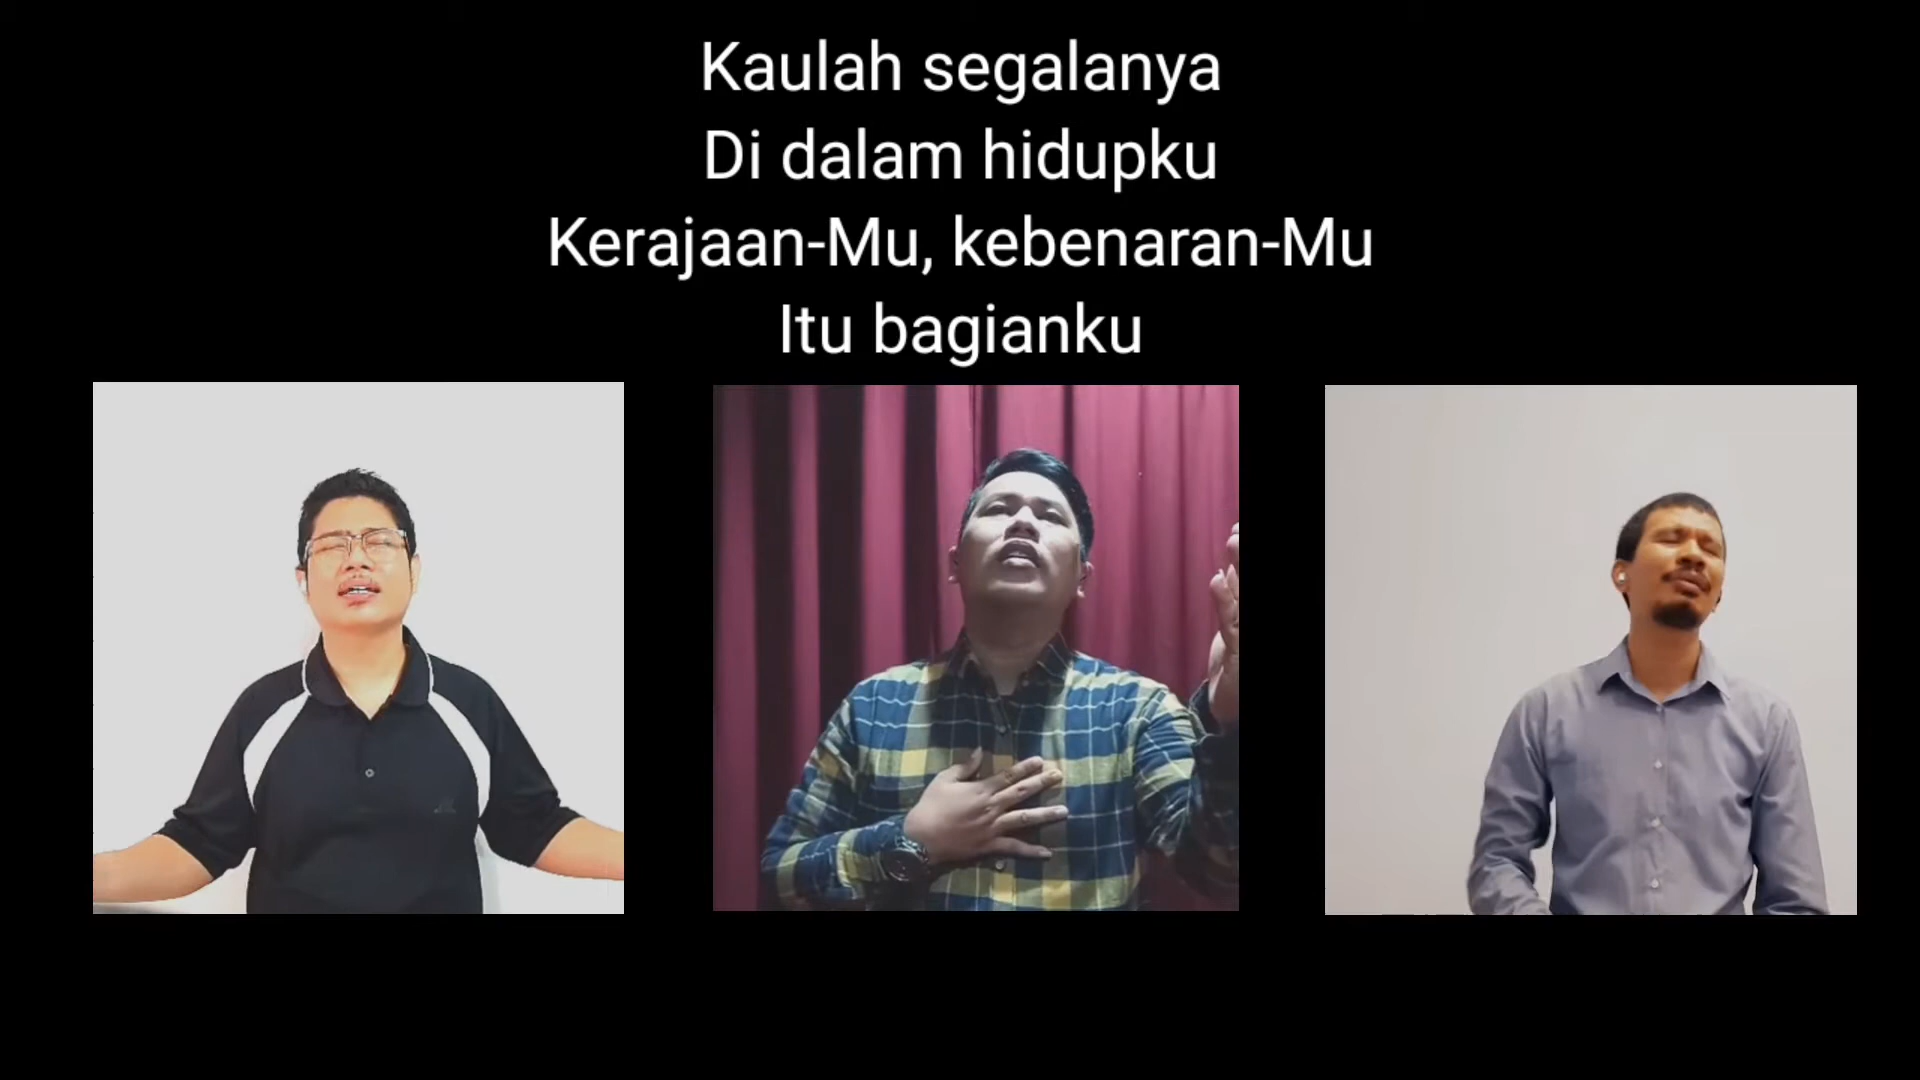 Kaulah segalanya
Di dalam hidupku
Kerajaan-Mu, kebenaran-Mu
Itu bagianku